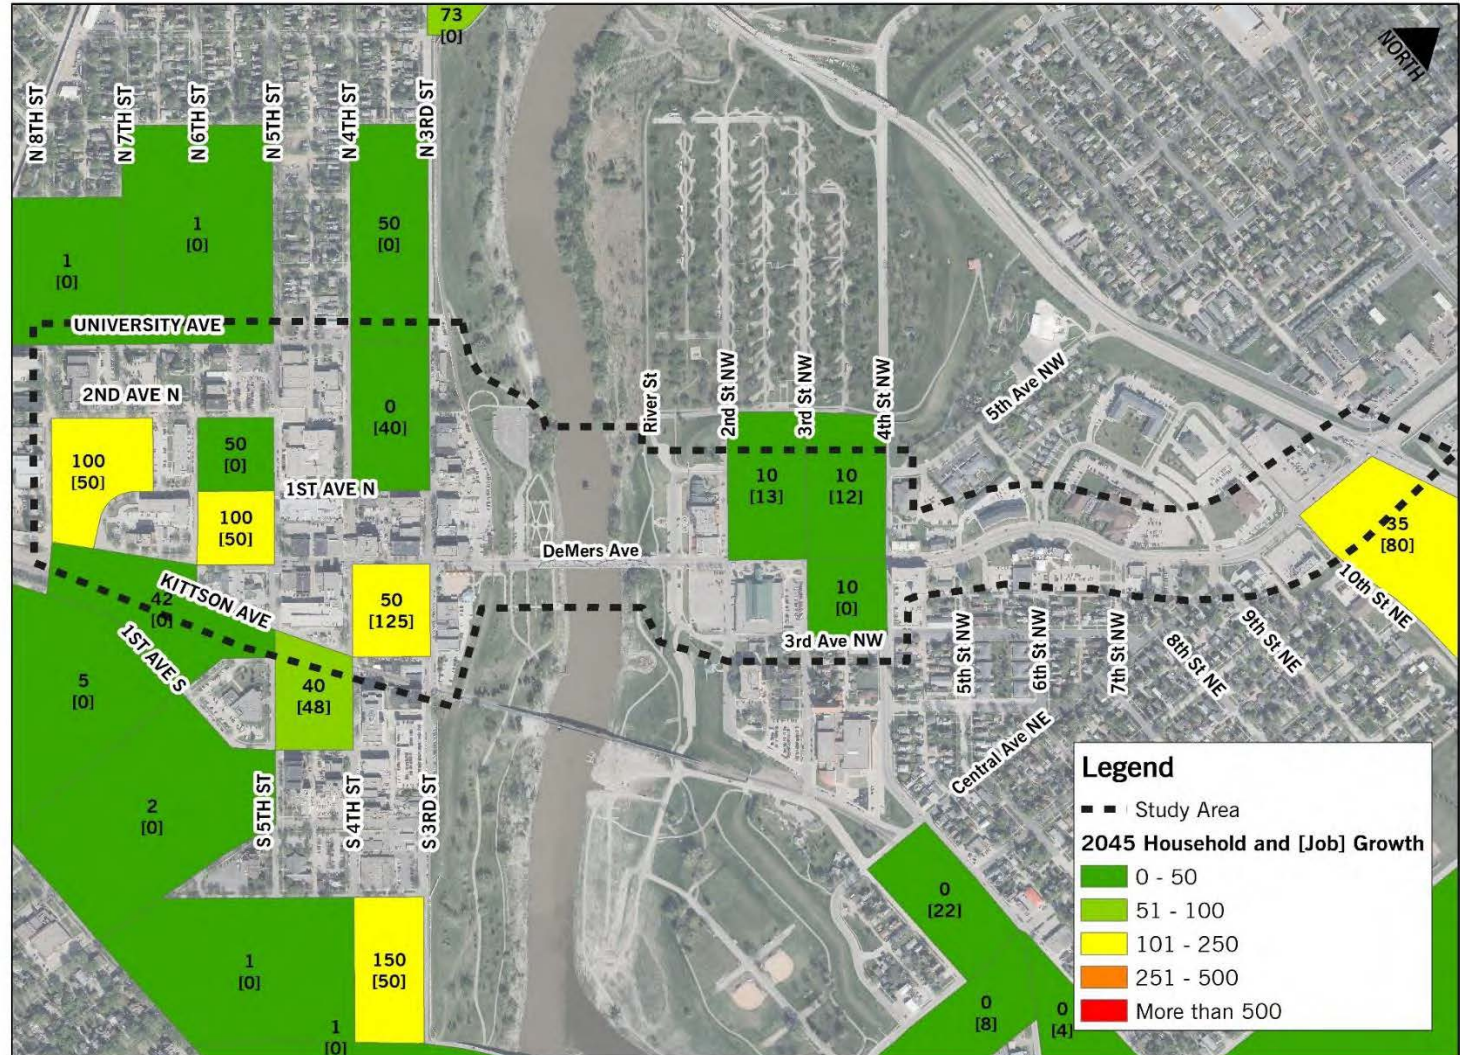 73
[0]
NORTH
N 8TH ST
N 7TH ST
N 6TH ST
N 5TH ST
N 4TH ST
N 3RD ST
1
[0]
1
[0]
50
[0]
UNIVERSITY AVE
2ND AVE N
0
[40]
River St
2nd St NW
3rd St NW
4th St NW
5th Ave NW
100
[50]
50
[0]
1ST AVE N
100
[50]
10
[13]
10
[12]
35
[80]
DeMers Ave
KITTSON AVE
42
[0]
1ST AVE S
50
[125]
10
[0]
3rd Ave NW
5th St NW
6th St NW
7th St NW
8th St NE
9th St NE
10th St NE
5
[0]
40
[48]
Central Ave NE
2
[0]
S 5TH ST
S 4TH ST
S 3RD ST
1
[0]
150
[50]
1
[0]
0
[22]
0
[8]
0
[4]
Legend
Study Area
2045 Household and [Job] Growth
0 - 50
51 - 100
101 - 250
251 - 500
More than 500